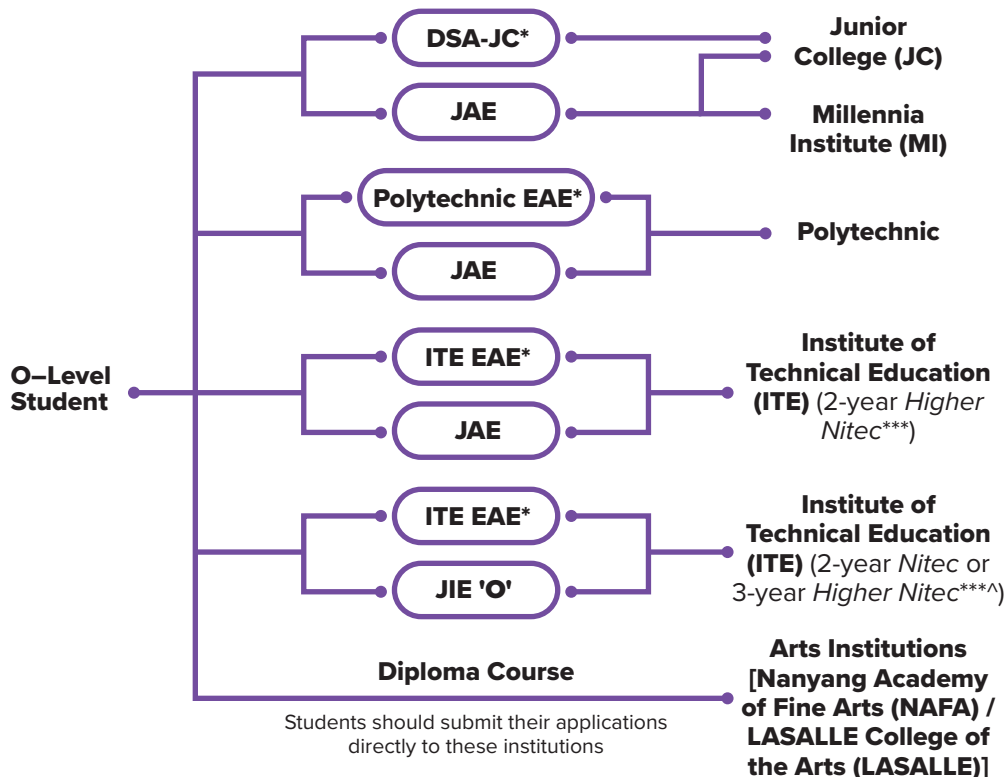 DSA-JC*
Junior
College (JC)
JAE
Millennia
Institute (MI)
Polytechnic EAE*
Polytechnic
JAE
O–Level
Student
ITE EAE*
JAE
Institute of
Technical Education
(ITE) (2-year Higher
Nitec***)
ITE EAE*
JIE 'O'
Institute of
Technical Education
(ITE) (2-year Nitec or
3-year Higher Nitec***^)
Diploma Course
Students should submit their applications
directly to these institutions
Arts Institutions
[Nanyang Academy
of Fine Arts (NAFA) /
LASALLE College of
the Arts (LASALLE)]